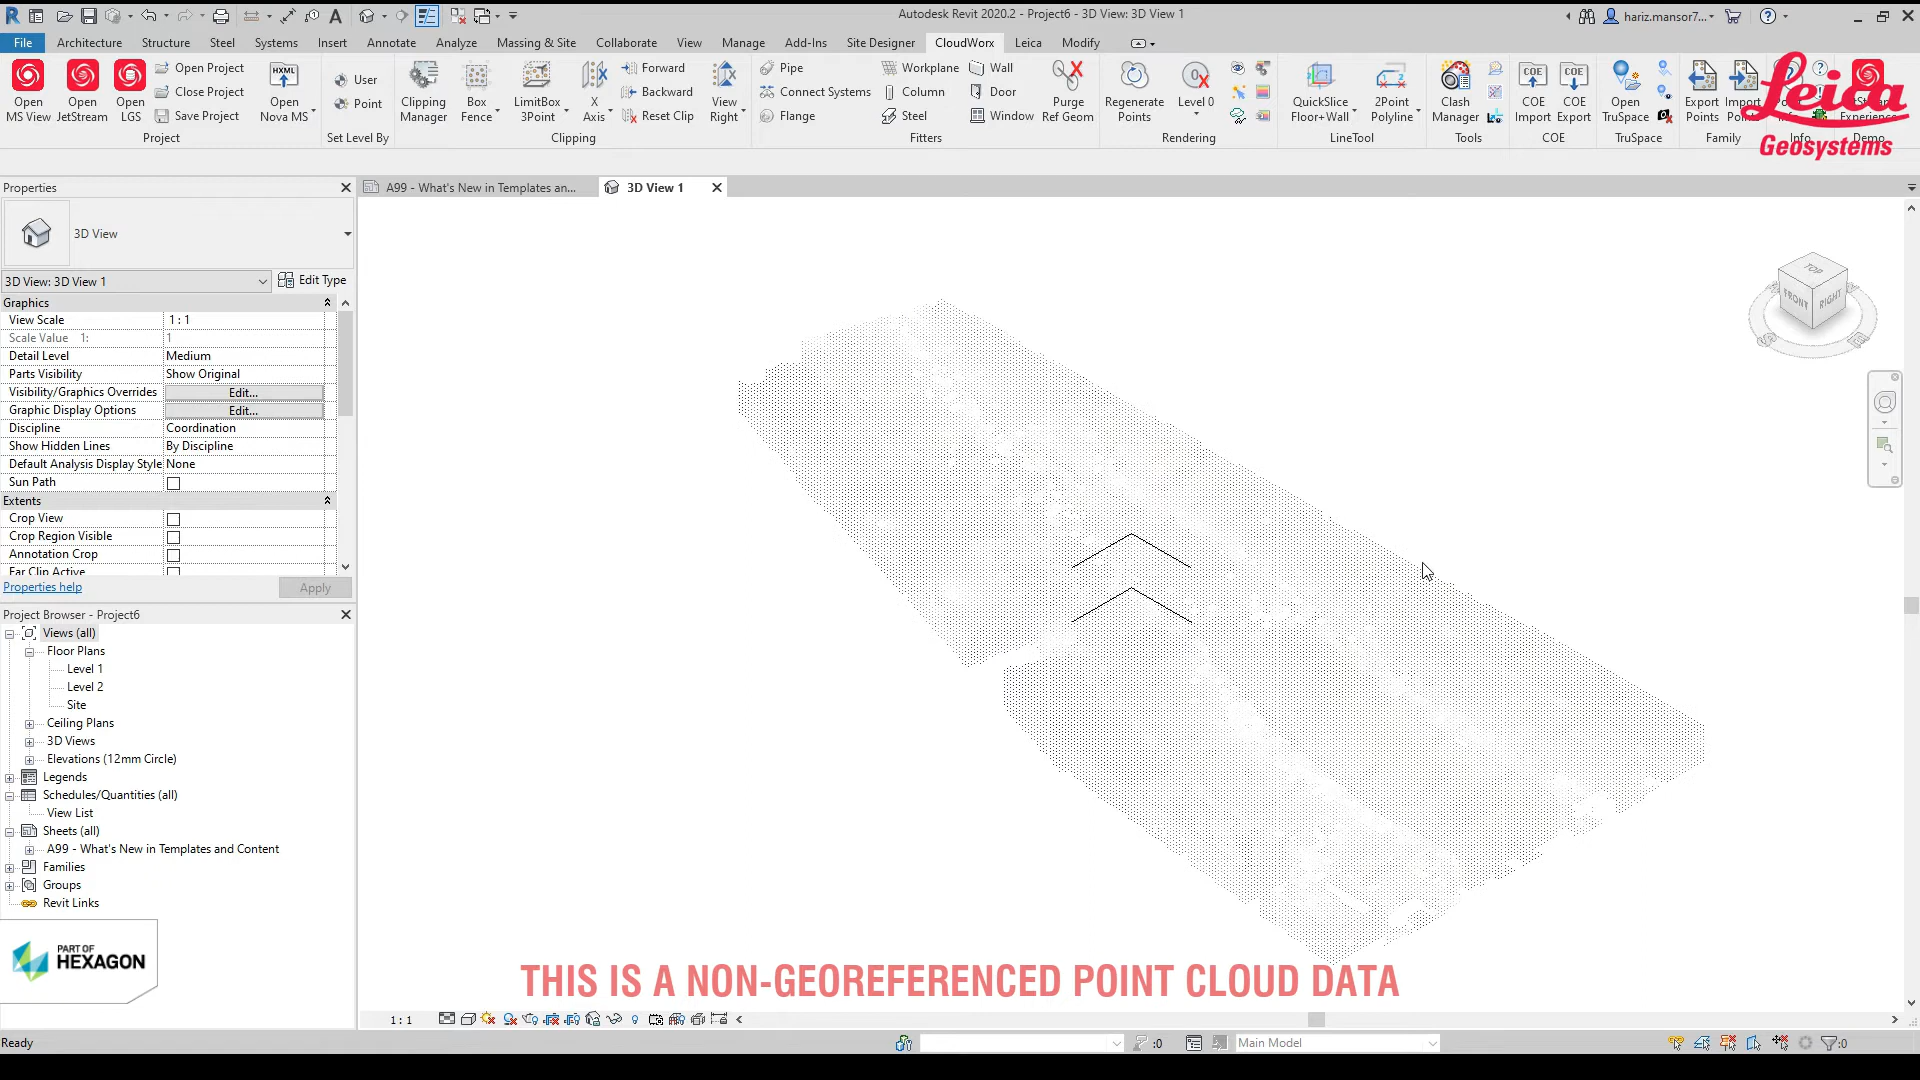 Autodesk Revit 2020.2 - Project6 - 3D View: 3D View 1
hariz.mansor7...
File Architecture Structure Steel Systems Insert Annotate Analyze Massing & Site Collaborate View Manage Add-Ins Site Designer CloudWorx Leica Modify
Open MS View
Open JetStream
Open LGS
Open Project
Close Project
Save Project
Project
HXML
Open Nova MS
User
Point
Set Level By
Clipping Manager
Box Fence
LimitBox 3Point
X Axis
Forward
Backward
Reset Clip
View Right
Clipping
Pipe
Connect Systems
Flange
Workplane
Column
Steel
Wall
Door
Window
Purge Ref Geom
Fitters
Regenerate Points
Level 0
Rendering
QuickSlice Floor+Wall
2Point Polyline
LineTool
Clash Manager
Tools
COE
COE Import
COE
COE Export
COE
Open TruSpace
TruSpace
Export Points
Family
Info
Experience
Demo
Leica
Geosystems
Properties
A99 - What's New in Templates an...
3D View 1
3D View
3D View: 3D View 1
Edit Type
Graphics
View Scale 1 : 1
Scale Value 1: 1
Detail Level Medium
Parts Visibility Show Original
Visibility/Graphics Overrides Edit...
Graphic Display Options Edit...
Discipline Coordination
Show Hidden Lines By Discipline
Default Analysis Display Style None
Sun Path
Extents
Crop View
Crop Region Visible
Annotation Crop
Far Clip Active
Properties help
Apply
TOP
FRONT
RIGHT
Project Browser - Project6
Views (all)
Floor Plans
Level 1
Level 2
Site
Ceiling Plans
3D Views
Elevations (12mm Circle)
Legends
Schedules/Quantities (all)
View List
Sheets (all)
A99 - What's New in Templates and Content
Families
Groups
Revit Links
PART OF
HEXAGON
THIS IS A NON-GEOREFERENCED POINT CLOUD DATA
1 : 1
Ready
:0
Main Model
:0